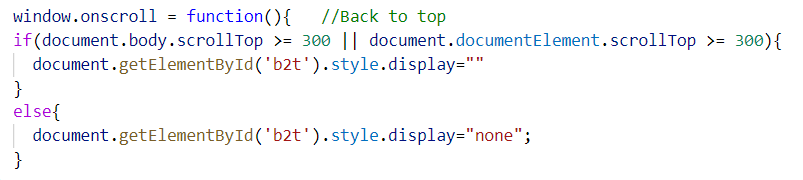 window.onscroll = function(){   //Back to top
if(document.body.scrollTop >= 300 || document.documentElement.scrollTop >= 300){
  document.getElementById('b2t').style.display=""
}
else{
  document.getElementById('b2t').style.display="none";
}